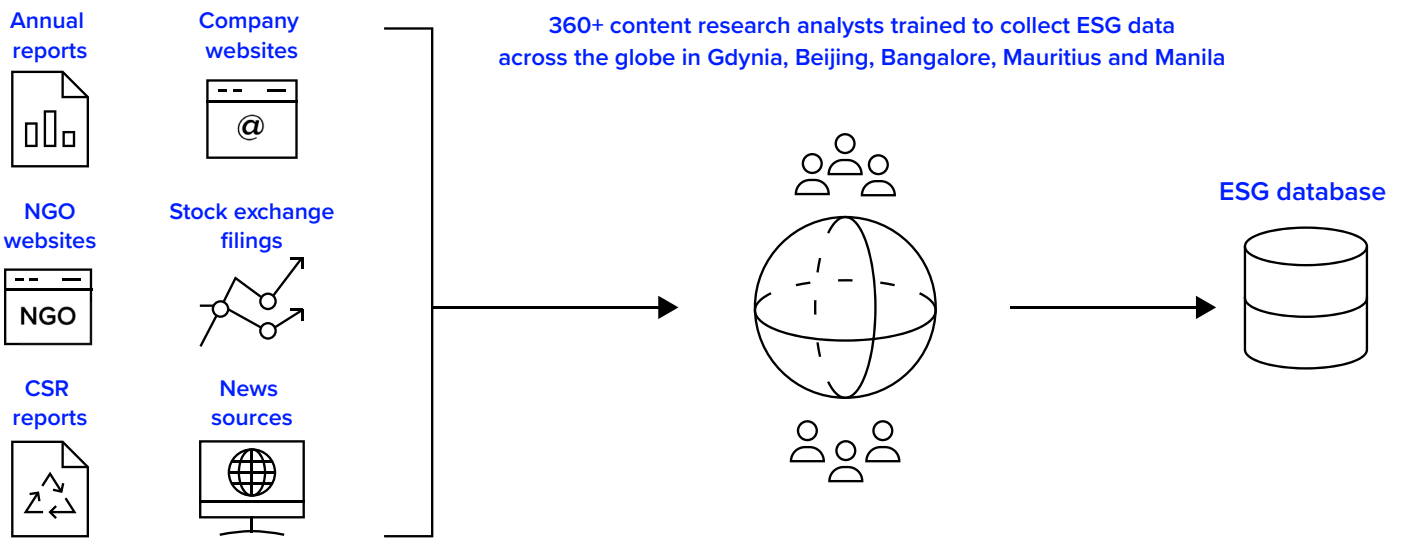 Annual
reports
Company
websites
360+ content research analysts trained to collect ESG data
across the globe in Gdynia, Beijing, Bangalore, Mauritius and Manila
@
NGO
websites
Stock exchange
filings
NGO
ESG database
CSR
reports
News
sources